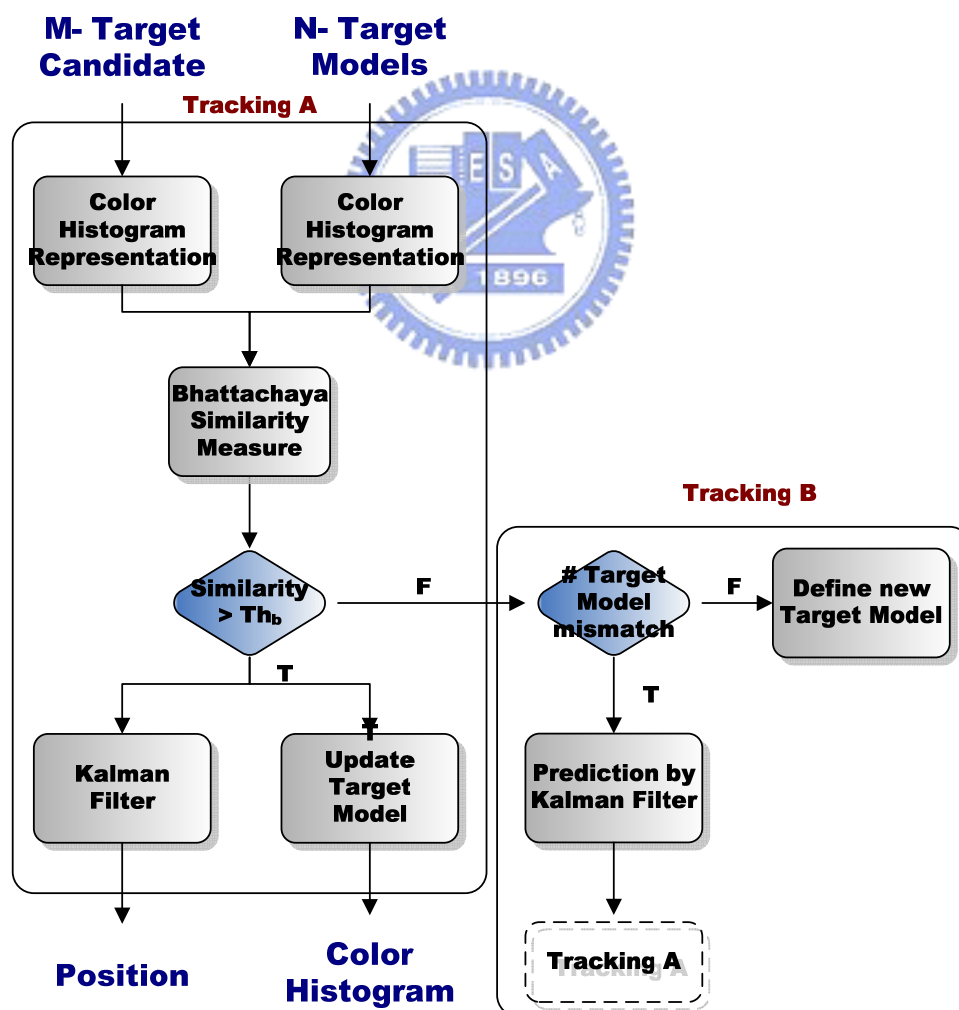 M- Target
Candidate
N- Target
Models
Tracking A
E S A
1896
Color
Histogram
Representation
Color
Histogram
Representation
Bhattachaya
Similarity
Measure
Tracking B
Similarity
> Thb
F
# Target
Model
mismatch
F
Define new
Target Model
T
T
T
Kalman
Filter
Update
Target
Model
Prediction by
Kalman Filter
Position
Color
Histogram
Tracking A
Tracking A